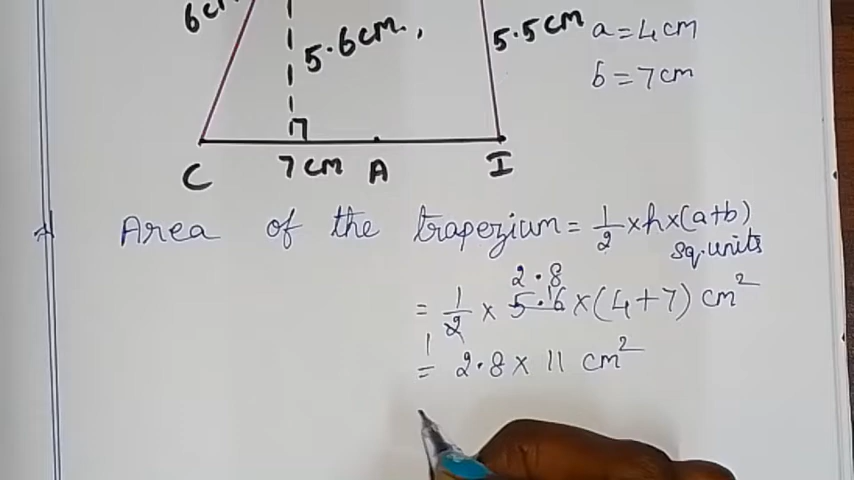 6cm
5.6cm.,
5.5cm
a = 4cm
b = 7cm
C 7cm A I
Area of the trapezium = 1/2 × h × (a+b)
sq.units
2.8
= 1/2 × 5.6 × (4+7) cm²
1
= 2.8 × 11 cm²